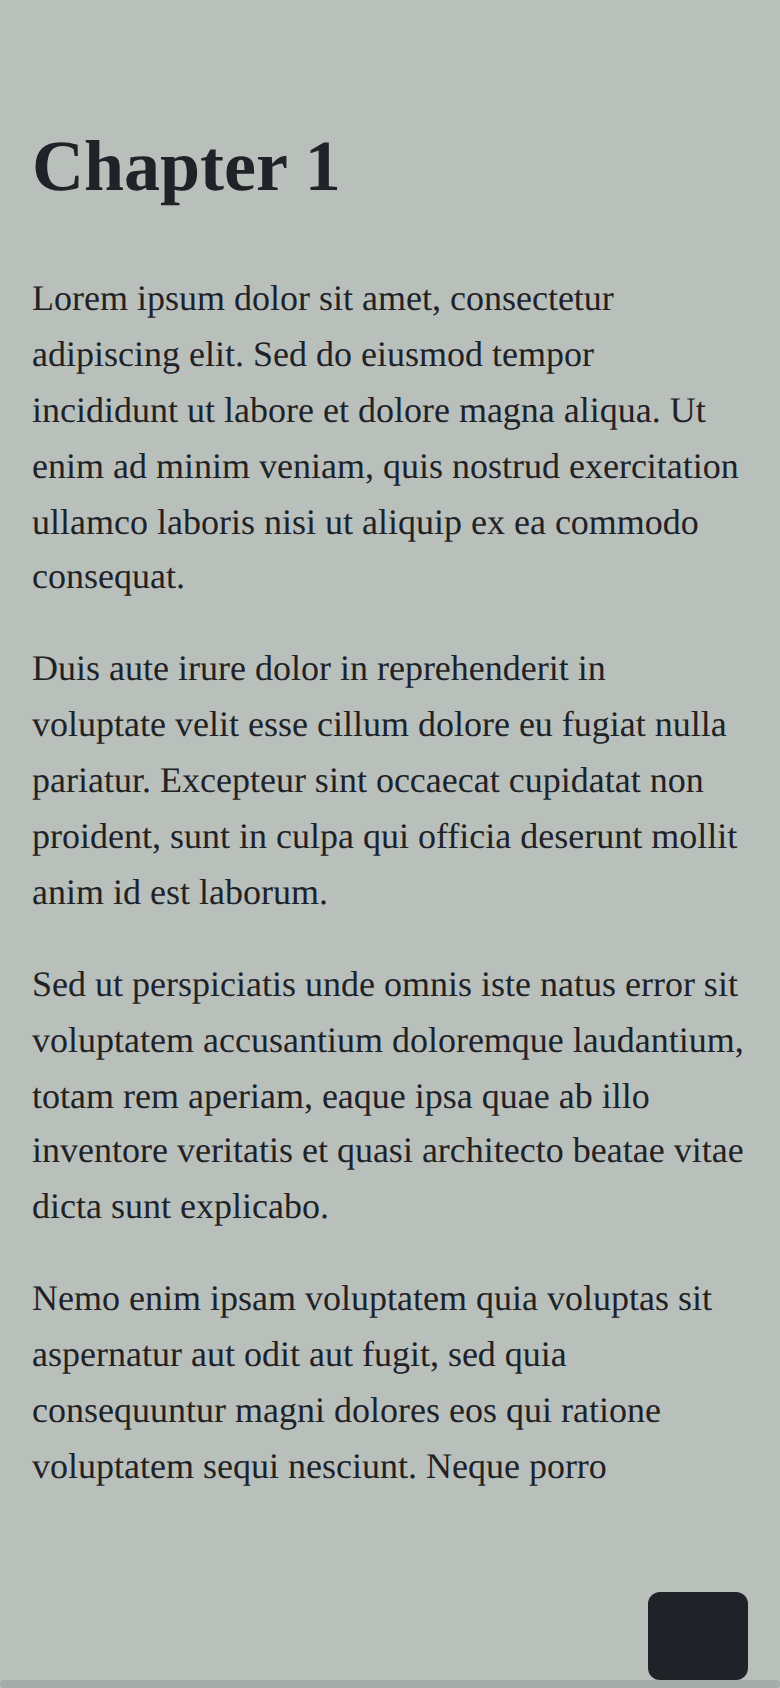 Chapter 1
Lorem ipsum dolor sit amet, consectetur
adipiscing elit. Sed do eiusmod tempor
incididunt ut labore et dolore magna aliqua. Ut
enim ad minim veniam, quis nostrud exercitation
ullamco laboris nisi ut aliquip ex ea commodo
consequat.
Duis aute irure dolor in reprehenderit in
voluptate velit esse cillum dolore eu fugiat nulla
pariatur. Excepteur sint occaecat cupidatat non
proident, sunt in culpa qui officia deserunt mollit
anim id est laborum.
Sed ut perspiciatis unde omnis iste natus error sit
voluptatem accusantium doloremque laudantium,
totam rem aperiam, eaque ipsa quae ab illo
inventore veritatis et quasi architecto beatae vitae
dicta sunt explicabo.
Nemo enim ipsam voluptatem quia voluptas sit
aspernatur aut odit aut fugit, sed quia
consequuntur magni dolores eos qui ratione
voluptatem sequi nesciunt. Neque porro